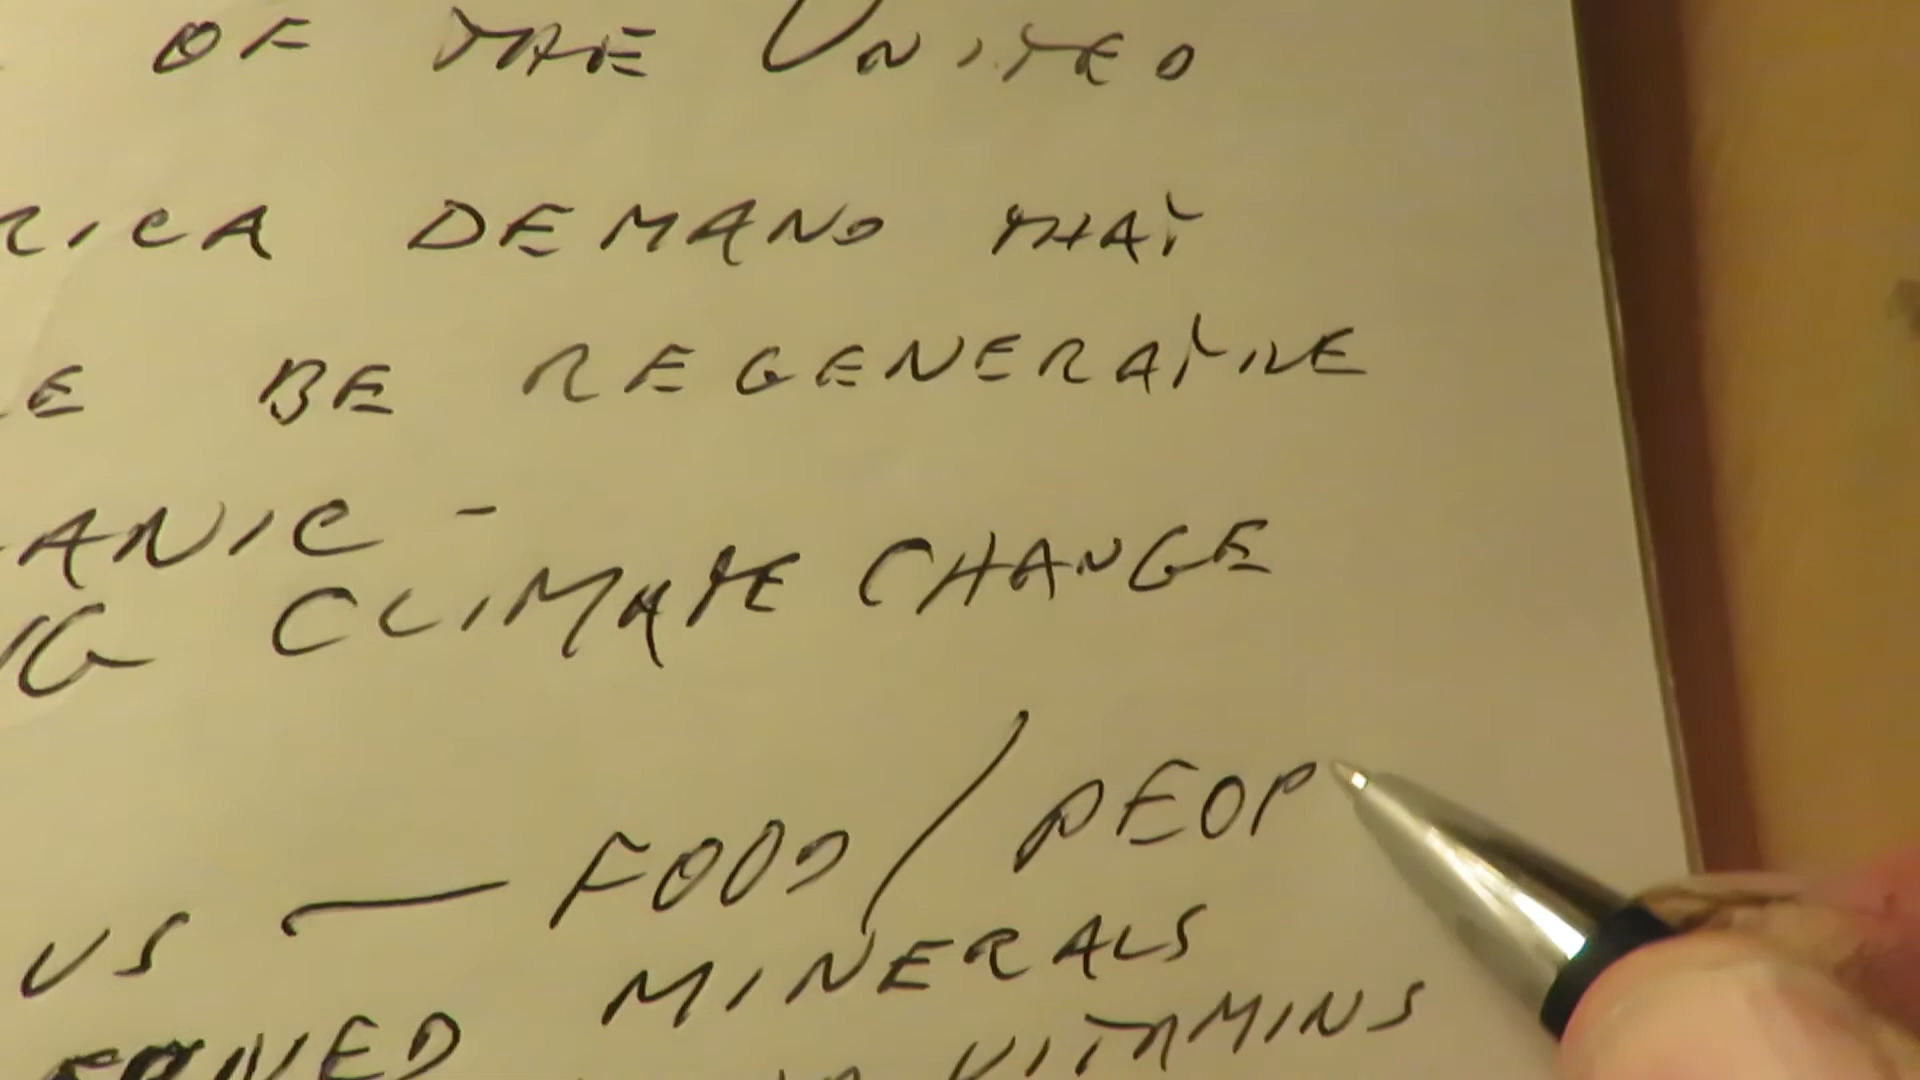 OF THE UNITED
RICA DEMAND THAT
E BE REGENERATIVE
ANIC -
G CLIMATE CHANGE
US — FOOD / PEOP
MINERALS
VITAMINS